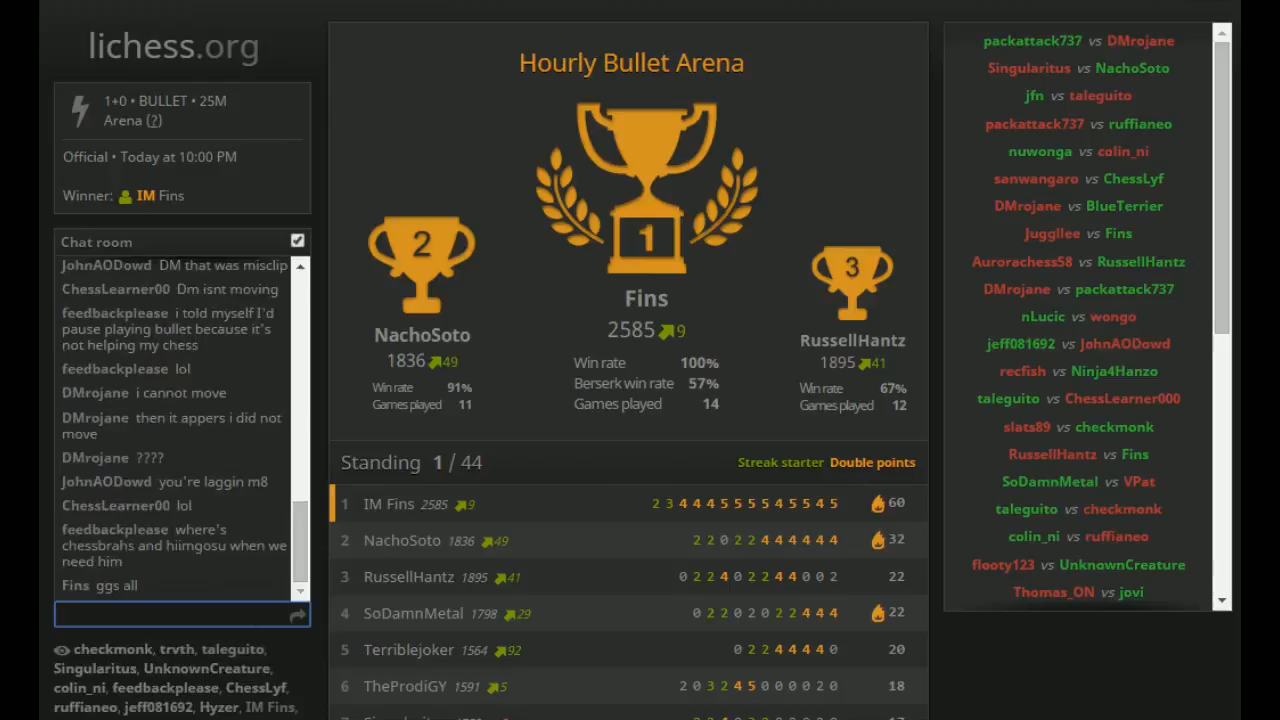 lichess.org
1+0 • BULLET • 25M
Arena (?)
Official • Today at 10:00 PM
Winner: IM Fins
Chat room
JohnAODowd DM that was misclip
ChessLearner00 Dm isnt moving
feedbackplease i told myself I'd
pause playing bullet because it's
not helping my chess
feedbackplease lol
DMrojane i cannot move
DMrojane then it appers i did not
move
DMrojane ????
JohnAODowd you're laggin m8
ChessLearner00 lol
feedbackplease where's
chessbrahs and hiimgosu when we
need him
Fins ggs all
checkmonk, trvth, taleguito,
Singularitus, UnknownCreature,
colin_ni, feedbackplease, ChessLyf,
ruffianeo, jeff081692, Hyzer, IM Fins,
Hourly Bullet Arena
2
NachoSoto
1836 49
Win rate 91%
Games played 11
1
Fins
2585 9
Win rate 100%
Berserk win rate 57%
Games played 14
3
RussellHantz
1895 41
Win rate 67%
Games played 12
Standing 1 / 44
Streak starter Double points
1 IM Fins 2585 9 2 3 4 4 4 5 5 5 5 4 5 5 4 5 60
2 NachoSoto 1836 49 2 2 0 2 2 4 4 4 4 4 4 32
3 RussellHantz 1895 41 0 2 2 4 0 2 2 4 4 0 0 2 22
4 SoDamnMetal 1798 29 0 2 2 0 2 0 2 2 4 4 4 22
5 Terriblejoker 1564 92 0 2 2 4 4 4 4 0 20
6 TheProdiGY 1591 5 2 0 3 2 4 5 0 0 0 0 2 0 18
packattack737 vs DMrojane
Singularitus vs NachoSoto
jfn vs taleguito
packattack737 vs ruffianeo
nuwonga vs colin_ni
sanwangaro vs ChessLyf
DMrojane vs BlueTerrier
Juggllee vs Fins
Aurorachess58 vs RussellHantz
DMrojane vs packattack737
nLucic vs wongo
jeff081692 vs JohnAODowd
recfish vs Ninja4Hanzo
taleguito vs ChessLearner000
slats89 vs checkmonk
RussellHantz vs Fins
SoDamnMetal vs VPat
taleguito vs checkmonk
colin_ni vs ruffianeo
flooty123 vs UnknownCreature
Thomas_ON vs jovi